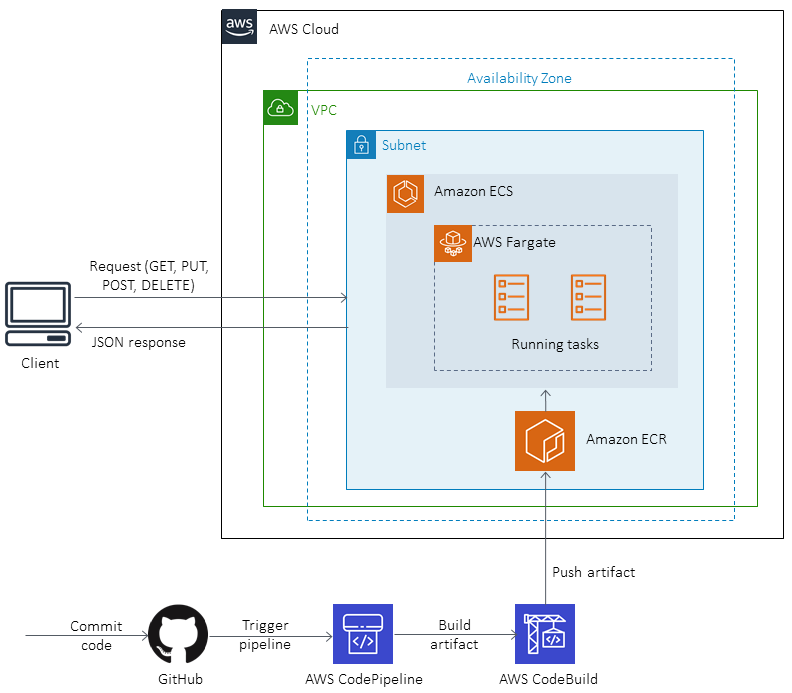 aws
AWS Cloud
Availability Zone
VPC
Subnet
Amazon ECS
AWS Fargate
Running tasks
Request (GET, PUT,
POST, DELETE)
JSON response
Client
Amazon ECR
Push artifact
Commit
code
Trigger
pipeline
Build
artifact
GitHub
AWS CodePipeline
AWS CodeBuild